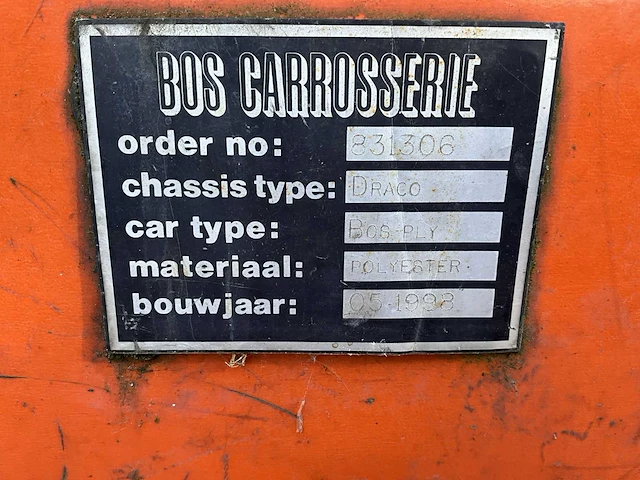 BOS CARROSSERIE
order no: 831306
chassis type: DRACO
car type: BOS-PLY
materiaal: POLYESTER.
bouwjaar: 05-1998